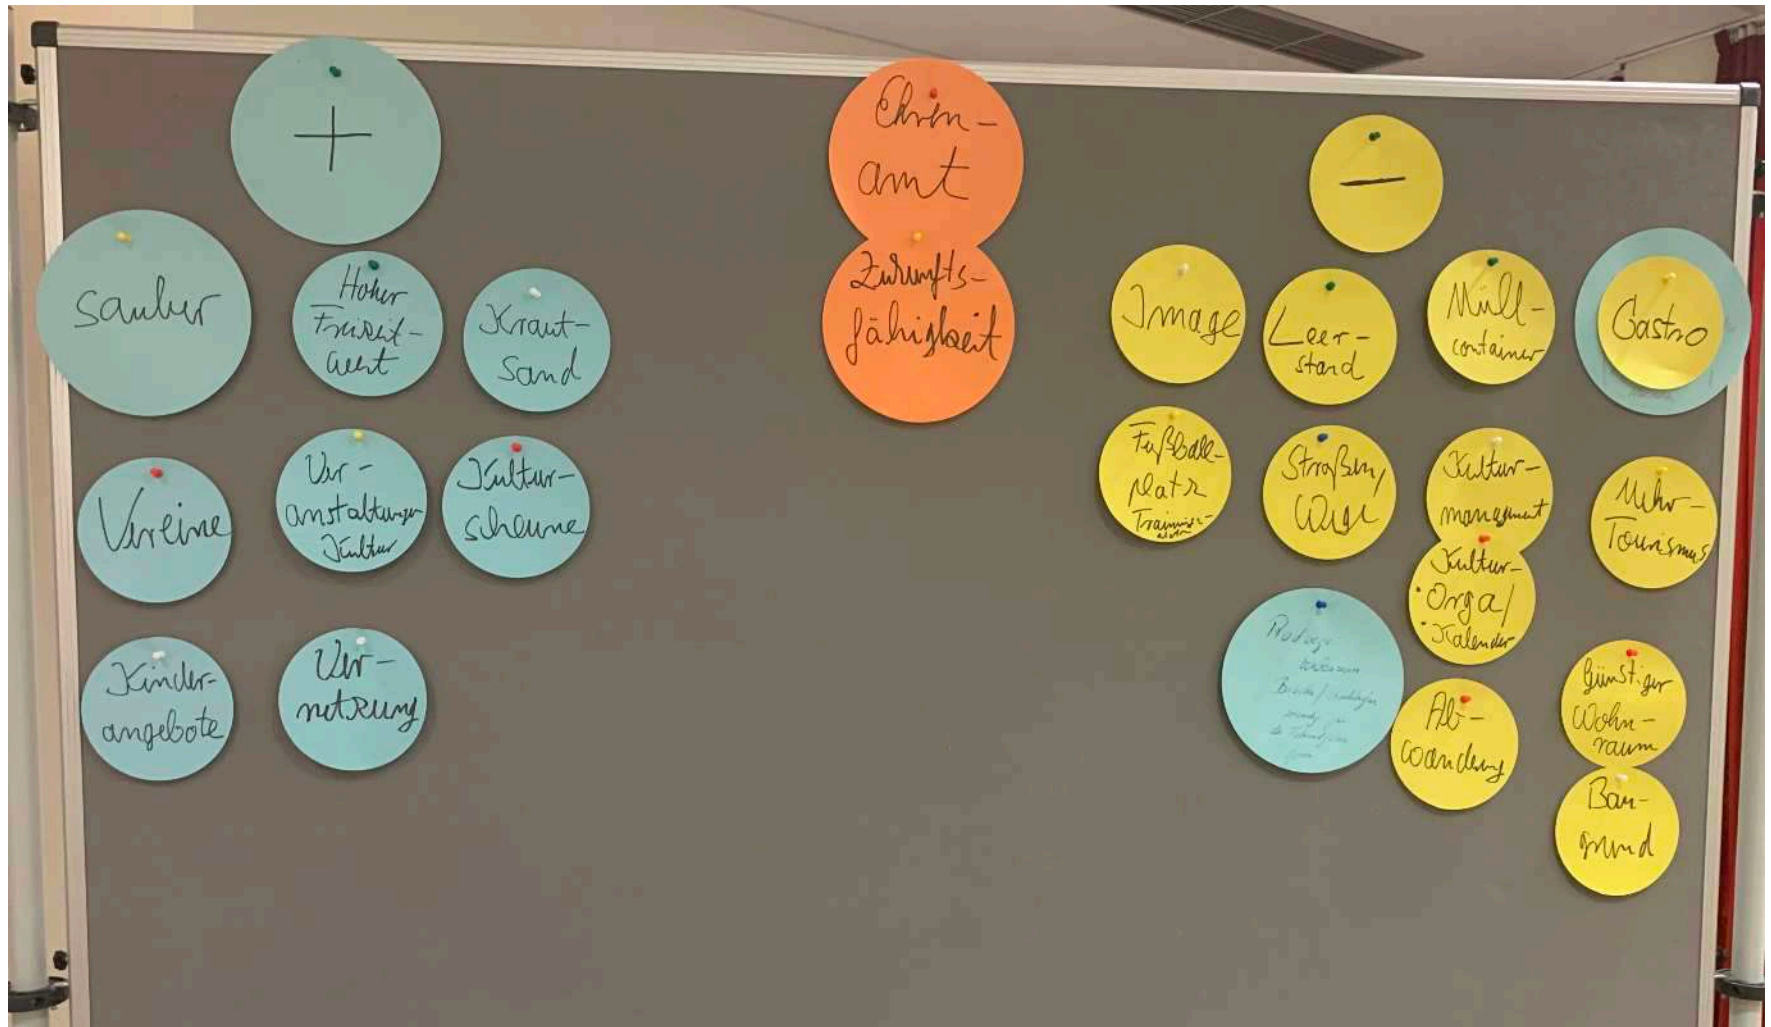 +
Ehren-
amt
Zukunfts-
fähigkeit
—
sauber
Hoher
Freizeit-
wert
Kraut-
sand
Vereine
Ver-
anstaltungen
Kultur
Kultur-
scheune
Kinder-
angebote
Ver-
netzung
Image
Leer-
stand
Müll-
container
Gastro
Fußball-
platz
Straßen/
Wege
Kultur-
management
Kultur-
Orga/
Kalender
Mehr-
Tourismus
Ab-
wanderung
Günstiger
Wohn-
raum
Bau-
grund